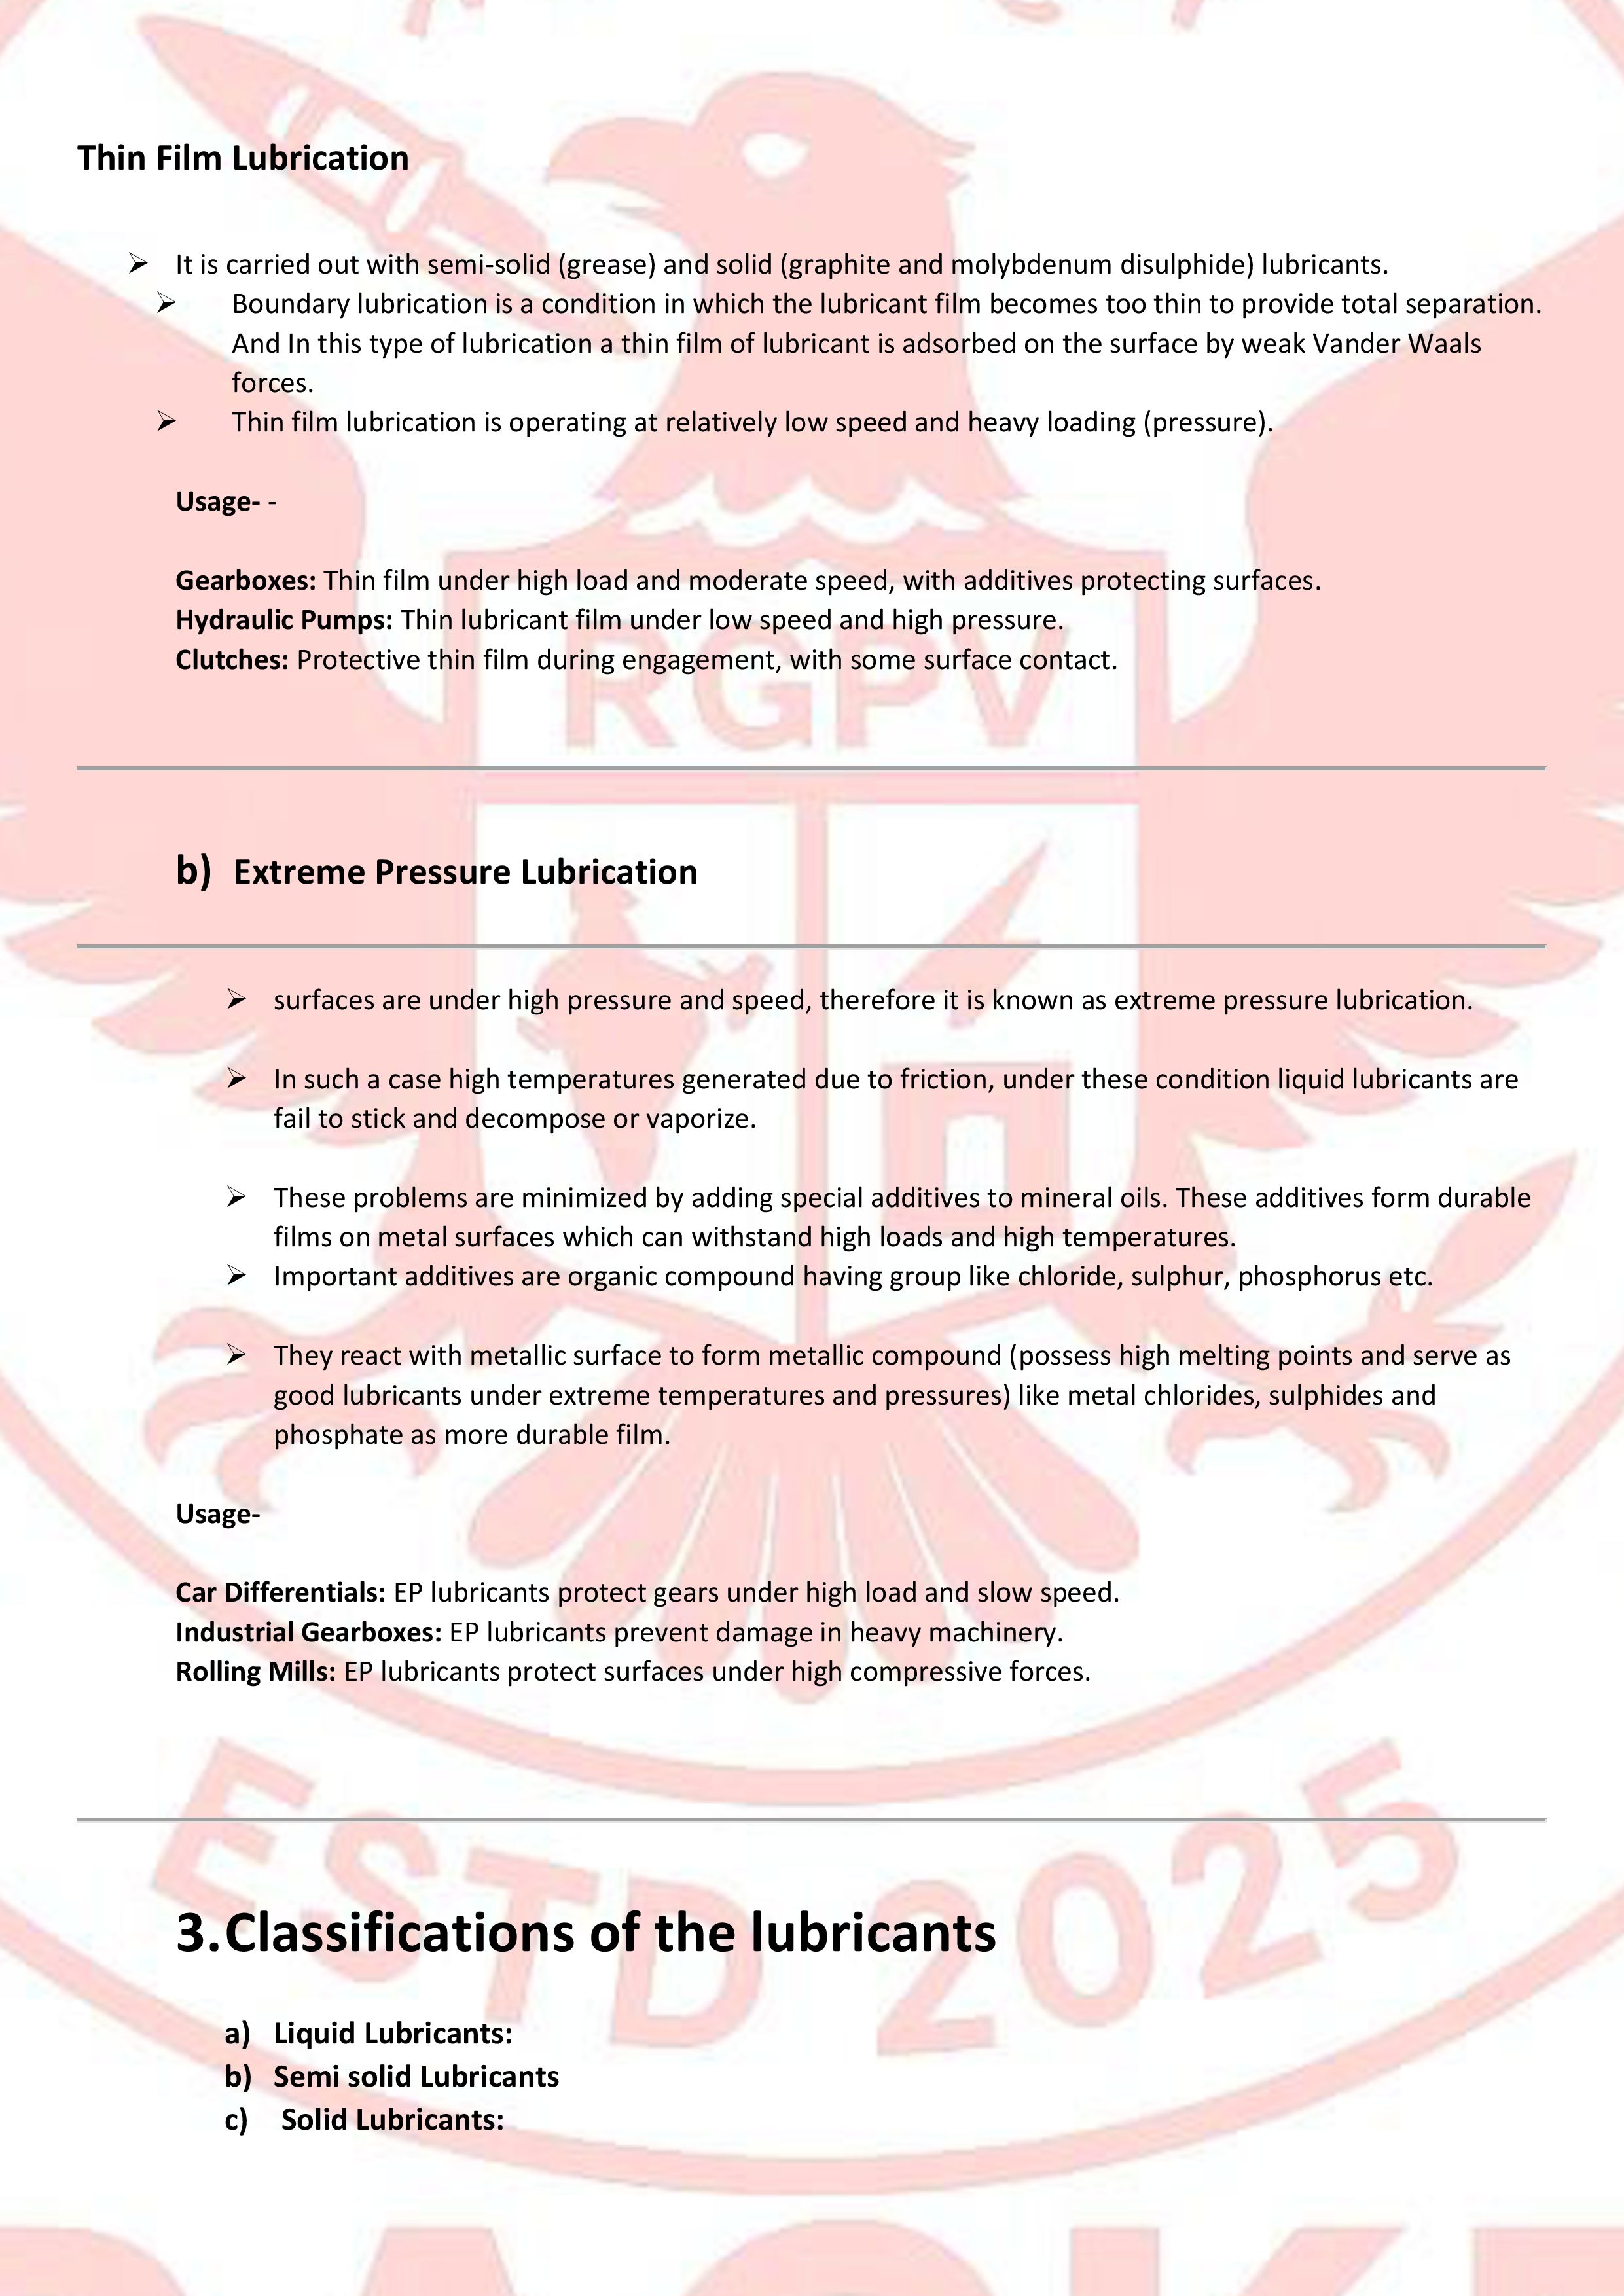 Thin Film Lubrication
➢ It is carried out with semi-solid (grease) and solid (graphite and molybdenum disulphide) lubricants.
➢ Boundary lubrication is a condition in which the lubricant film becomes too thin to provide total separation.
And In this type of lubrication a thin film of lubricant is adsorbed on the surface by weak Vander Waals
forces.
➢ Thin film lubrication is operating at relatively low speed and heavy loading (pressure).
Usage- -
Gearboxes: Thin film under high load and moderate speed, with additives protecting surfaces.
Hydraulic Pumps: Thin lubricant film under low speed and high pressure.
Clutches: Protective thin film during engagement, with some surface contact.
RGPV
b) Extreme Pressure Lubrication
➢ surfaces are under high pressure and speed, therefore it is known as extreme pressure lubrication.
➢ In such a case high temperatures generated due to friction, under these condition liquid lubricants are
fail to stick and decompose or vaporize.
➢ These problems are minimized by adding special additives to mineral oils. These additives form durable
films on metal surfaces which can withstand high loads and high temperatures.
➢ Important additives are organic compound having group like chloride, sulphur, phosphorus etc.
➢ They react with metallic surface to form metallic compound (possess high melting points and serve as
good lubricants under extreme temperatures and pressures) like metal chlorides, sulphides and
phosphate as more durable film.
Usage-
Car Differentials: EP lubricants protect gears under high load and slow speed.
Industrial Gearboxes: EP lubricants prevent damage in heavy machinery.
Rolling Mills: EP lubricants protect surfaces under high compressive forces.
ESTD 2025
3.Classifications of the lubricants
a) Liquid Lubricants:
b) Semi solid Lubricants
c) Solid Lubricants: